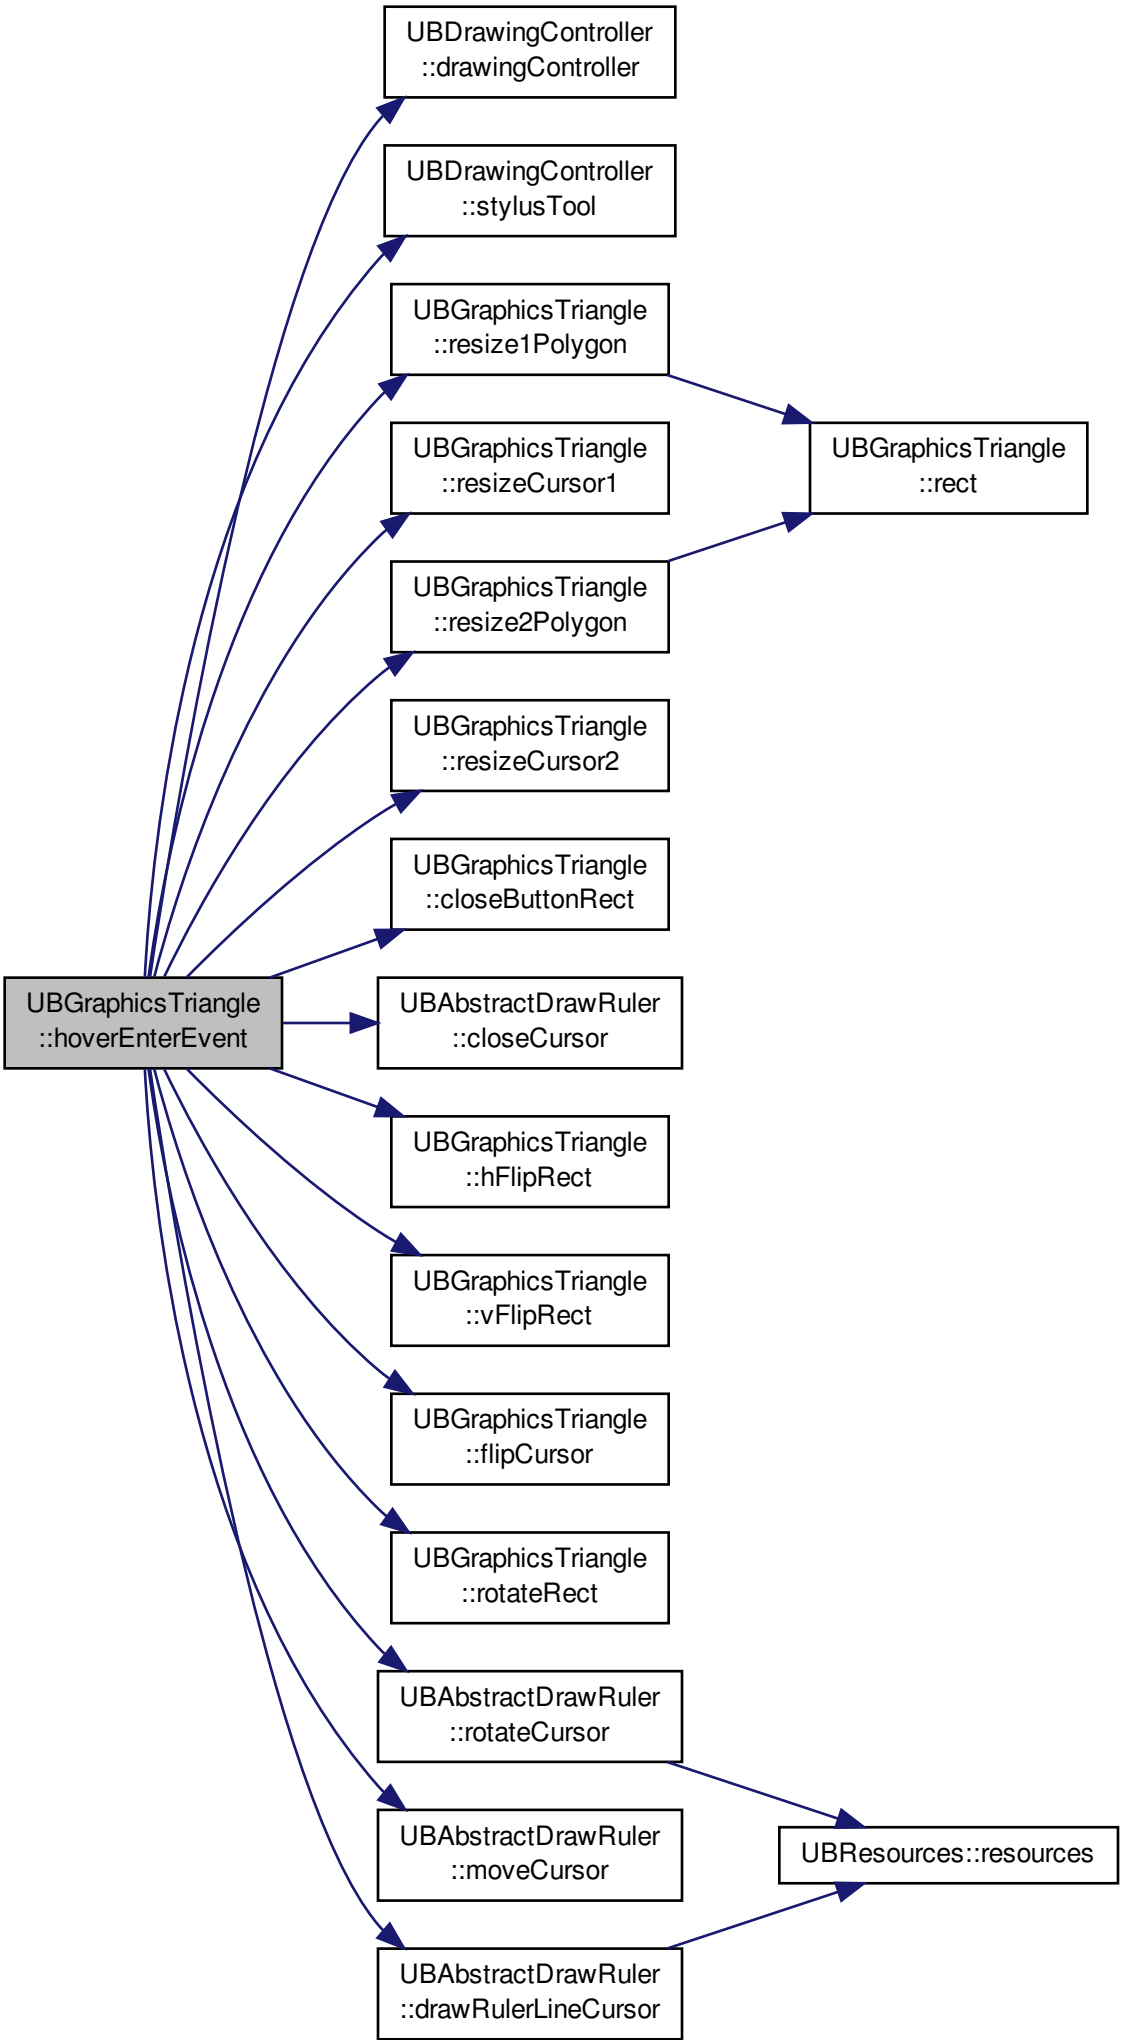 UBDrawingController
::drawingController
UBDrawingController
::stylusTool
UBGraphicsTriangle
::resize1Polygon
UBGraphicsTriangle
::resizeCursor1
UBGraphicsTriangle
::rect
UBGraphicsTriangle
::resize2Polygon
UBGraphicsTriangle
::resizeCursor2
UBGraphicsTriangle
::closeButtonRect
UBGraphicsTriangle
::hoverEnterEvent
UBAbstractDrawRuler
::closeCursor
UBGraphicsTriangle
::hFlipRect
UBGraphicsTriangle
::vFlipRect
UBGraphicsTriangle
::flipCursor
UBGraphicsTriangle
::rotateRect
UBAbstractDrawRuler
::rotateCursor
UBAbstractDrawRuler
::moveCursor
UBResources::resources
UBAbstractDrawRuler
::drawRulerLineCursor